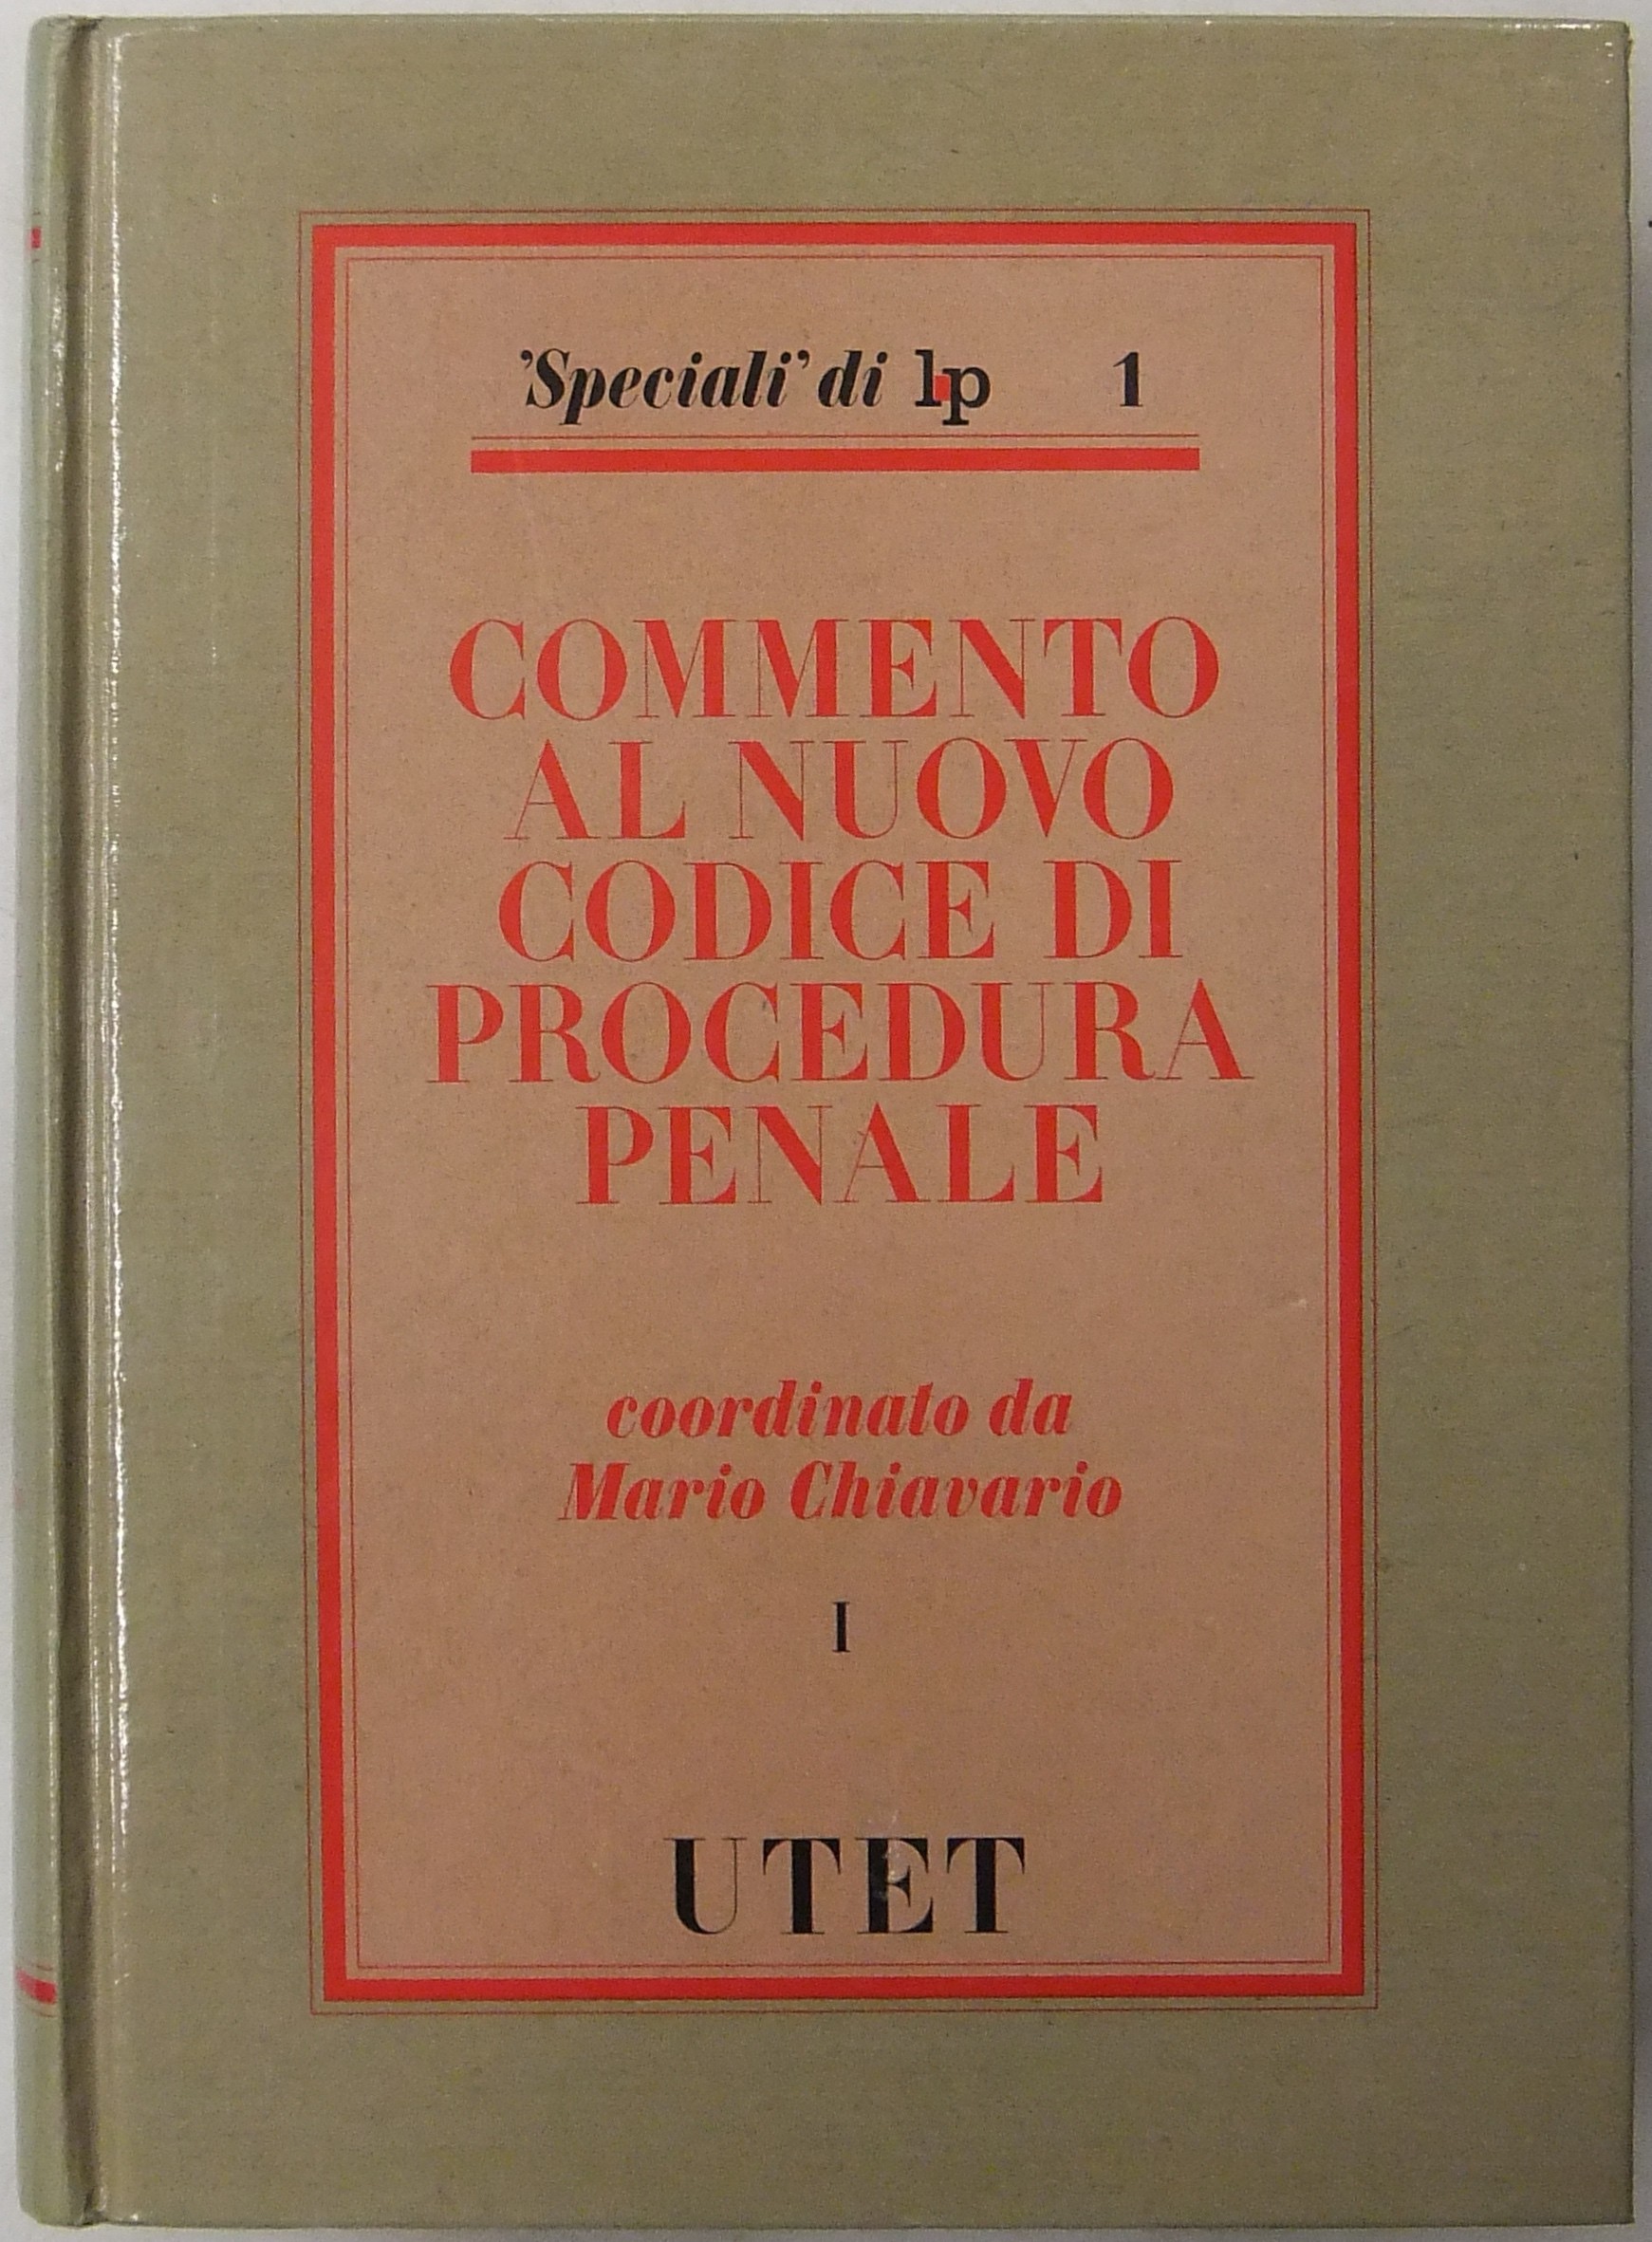 ’Speciali’ di lp 1
COMMENTO
AL NUOVO
CODICE DI
PROCEDURA
PENALE
coordinato da
Mario Chiavario
I
UTET